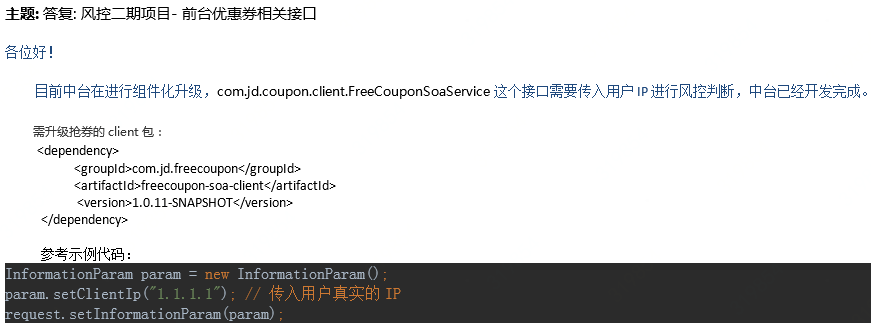 主题: 答复: 风控二期项目- 前台优惠券相关接口
各位好！
目前中台在进行组件化升级，com.jd.coupon.client.FreeCouponSoaService 这个接口需要传入用户 IP 进行风控判断，中台已经开发完成。
需升级抢券的 client 包：
<dependency>
<groupId>com.jd.freecoupon</groupId>
<artifactId>freecoupon-soa-client</artifactId>
<version>1.0.11-SNAPSHOT</version>
</dependency>
参考示例代码：
InformationParam param = new InformationParam();
param.setClientIp("1.1.1.1"); // 传入用户真实的 IP
request.setInformationParam(param);